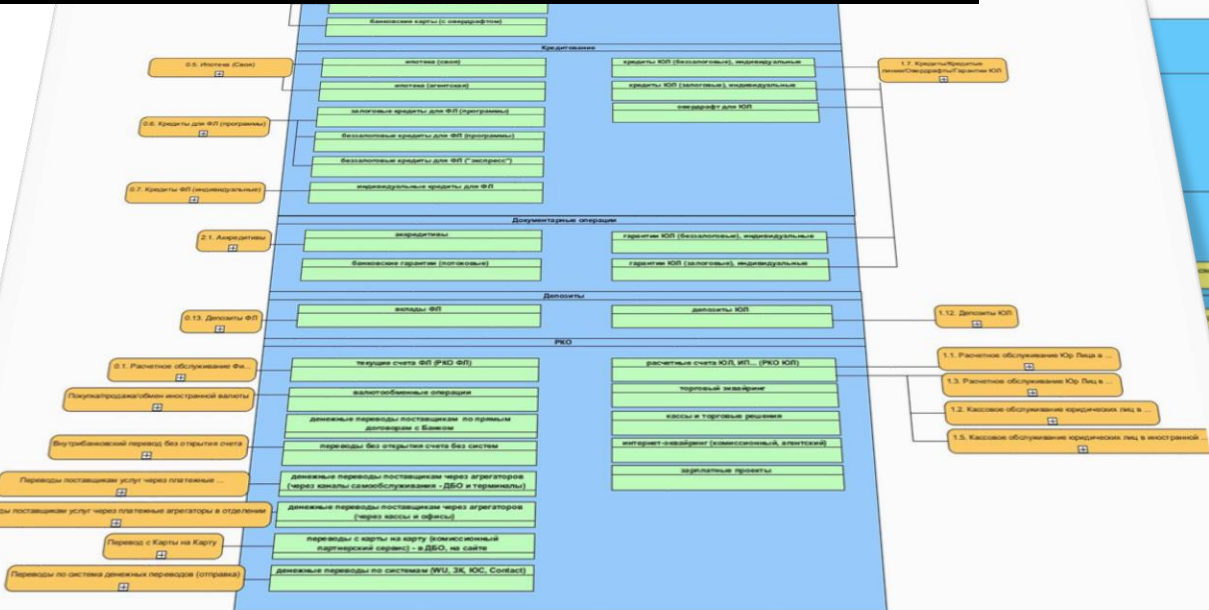 банковские карты (с овердрафтом)
Кредитование
0.5. Ипотека (Своя)
ипотека (своя)
ипотека (агентская)
кредиты ЮЛ (беззалоговые), индивидуальные
кредиты ЮЛ (залоговые), индивидуальные
овердрафт для ЮЛ
1.7. Кредиты/Кредитые
линии/Овердрафты/Гарантии ЮЛ
0.6. Кредиты для ФЛ (программы)
залоговые кредиты для ФЛ (программы)
беззалоговые кредиты для ФЛ (программы)
беззалоговые кредиты для ФЛ ("экспресс")
0.7. Кредиты ФЛ (индивидуальные)
индивидуальные кредиты для ФЛ
Документарные операции
2.1. Аккредитивы
аккредитивы
банковские гарантии (потоковые)
гарантии ЮЛ (беззалоговые), индивидуальные
гарантии ЮЛ (залоговые), индивидуальные
Депозиты
0.13. Депозиты ФЛ
вклады ФЛ
депозиты ЮЛ
1.12. Депозиты ЮЛ
РКО
0.1. Расчетное обслуживание Фи...
текущие счета ФЛ (РКО ФЛ)
расчетные счета ЮЛ, ИП... (РКО ЮЛ)
1.1. Расчетное обслуживание Юр Лица в ...
Покупка/продажа/обмен иностранной валюты
валютообменные операции
торговый эквайринг
1.3. Расчетное обслуживание Юр Лиц в ...
денежные переводы поставщикам по прямым
договорам с Банком
кассы и торговые решения
1.2. Кассовое обслуживание юридических лиц в ...
Внутрибанковский перевод без открытия счета
переводы без открытия счета без систем
интернет-эквайринг (комиссионный, агентский)
1.5. Кассовое обслуживание юридических лиц в иностранной ...
Переводы поставщикам услуг через платежные ...
денежные переводы поставщикам через агрегаторов
(через каналы самообслуживания - ДБО и терминалы)
зарплатные проекты
ды поставщикам услуг через платежные агрегаторы в отделении
денежные переводы поставщикам через агрегаторов
(через кассы и офисы)
Перевод с Карты на Карту
переводы с карты на карту (комиссионный
партнерский сервис) - в ДБО, на сайте
Переводы по система денежных переводов (отправка)
денежные переводы по системам (WU, ЗК, ЮС, Contact)